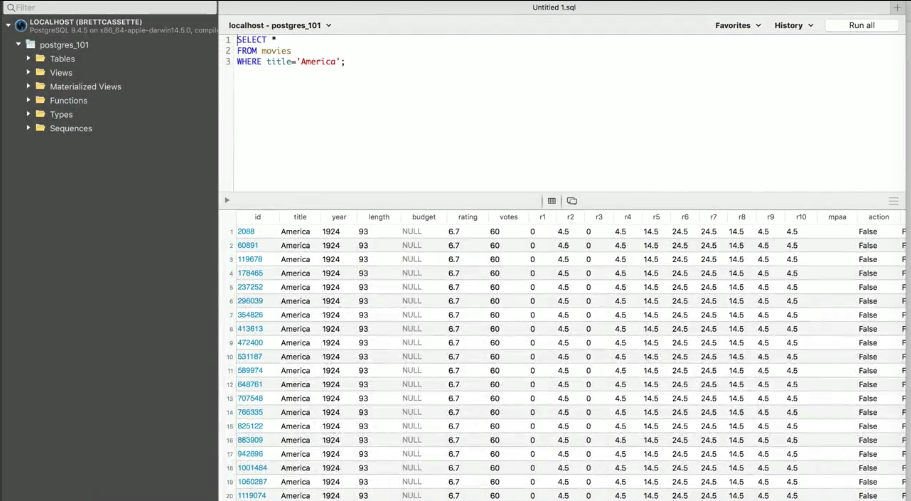 Filter
Untitled 1.sql
LOCALHOST (BRETTCASSETTE)
PostgreSQL 9.4.5 on x86_64-apple-darwin14.5.0, compile
postgres_101
Tables
Views
Materialized Views
Functions
Types
Sequences
localhost - postgres_101 Favorites History Run all
1 SELECT *
2 FROM movies
3 WHERE title='America';
id title year length budget rating votes r1 r2 r3 r4 r5 r6 r7 r8 r9 r10 mpaa action
1 2088 America 1924 93 NULL 6.7 60 0 4.5 0 4.5 14.5 24.5 24.5 14.5 4.5 4.5 False F
2 60891 America 1924 93 NULL 6.7 60 0 4.5 0 4.5 14.5 24.5 24.5 14.5 4.5 4.5 False F
3 119678 America 1924 93 NULL 6.7 60 0 4.5 0 4.5 14.5 24.5 24.5 14.5 4.5 4.5 False F
4 178465 America 1924 93 NULL 6.7 60 0 4.5 0 4.5 14.5 24.5 24.5 14.5 4.5 4.5 False F
5 237252 America 1924 93 NULL 6.7 60 0 4.5 0 4.5 14.5 24.5 24.5 14.5 4.5 4.5 False F
6 296039 America 1924 93 NULL 6.7 60 0 4.5 0 4.5 14.5 24.5 24.5 14.5 4.5 4.5 False F
7 354826 America 1924 93 NULL 6.7 60 0 4.5 0 4.5 14.5 24.5 24.5 14.5 4.5 4.5 False F
8 413613 America 1924 93 NULL 6.7 60 0 4.5 0 4.5 14.5 24.5 24.5 14.5 4.5 4.5 False F
9 472400 America 1924 93 NULL 6.7 60 0 4.5 0 4.5 14.5 24.5 24.5 14.5 4.5 4.5 False F
10 531187 America 1924 93 NULL 6.7 60 0 4.5 0 4.5 14.5 24.5 24.5 14.5 4.5 4.5 False F
11 589974 America 1924 93 NULL 6.7 60 0 4.5 0 4.5 14.5 24.5 24.5 14.5 4.5 4.5 False F
12 648761 America 1924 93 NULL 6.7 60 0 4.5 0 4.5 14.5 24.5 24.5 14.5 4.5 4.5 False F
13 707548 America 1924 93 NULL 6.7 60 0 4.5 0 4.5 14.5 24.5 24.5 14.5 4.5 4.5 False F
14 766335 America 1924 93 NULL 6.7 60 0 4.5 0 4.5 14.5 24.5 24.5 14.5 4.5 4.5 False F
15 825122 America 1924 93 NULL 6.7 60 0 4.5 0 4.5 14.5 24.5 24.5 14.5 4.5 4.5 False F
16 883909 America 1924 93 NULL 6.7 60 0 4.5 0 4.5 14.5 24.5 24.5 14.5 4.5 4.5 False F
17 942696 America 1924 93 NULL 6.7 60 0 4.5 0 4.5 14.5 24.5 24.5 14.5 4.5 4.5 False F
18 1001484 America 1924 93 NULL 6.7 60 0 4.5 0 4.5 14.5 24.5 24.5 14.5 4.5 4.5 False F
19 1060287 America 1924 93 NULL 6.7 60 0 4.5 0 4.5 14.5 24.5 24.5 14.5 4.5 4.5 False F
20 1119074 America 1924 93 NULL 6.7 60 0 4.5 0 4.5 14.5 24.5 24.5 14.5 4.5 4.5 False F